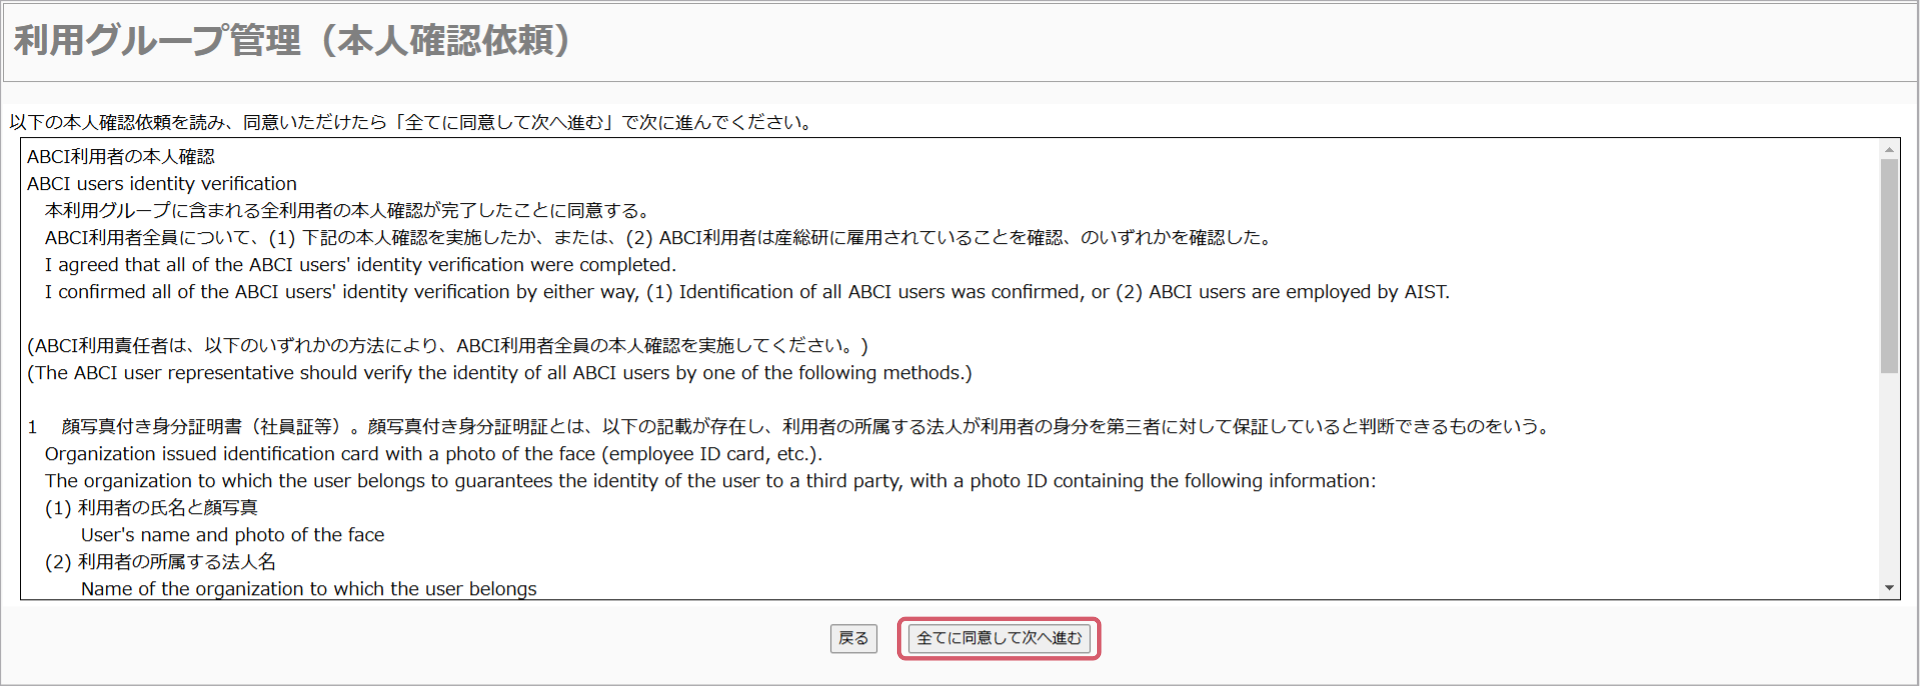 利用グループ管理（本人確認依頼）
以下の本人確認依頼を読み、同意いただけたら「全てに同意して次へ進む」で次に進んでください。
ABCI利用者の本人確認
ABCI users identity verification
本利用グループに含まれる全利用者の本人確認が完了したことに同意する。
ABCI利用者全員について、(1) 下記の本人確認を実施したか、または、(2) ABCI利用者は産総研に雇用されていることを確認、のいずれかを確認した。
I agreed that all of the ABCI users' identity verification were completed.
I confirmed all of the ABCI users' identity verification by either way, (1) Identification of all ABCI users was confirmed, or (2) ABCI users are employed by AIST.
(ABCI利用責任者は、以下のいずれかの方法により、ABCI利用者全員の本人確認を実施してください。)
(The ABCI user representative should verify the identity of all ABCI users by one of the following methods.)
1　顔写真付き身分証明書（社員証等）。顔写真付き身分証明証とは、以下の記載が存在し、利用者の所属する法人が利用者の身分を第三者に対して保証していると判断できるものをいう。
Organization issued identification card with a photo of the face (employee ID card, etc.).
The organization to which the user belongs to guarantees the identity of the user to a third party, with a photo ID containing the following information:
(1) 利用者の氏名と顔写真
User's name and photo of the face
(2) 利用者の所属する法人名
Name of the organization to which the user belongs
戻る 全てに同意して次へ進む